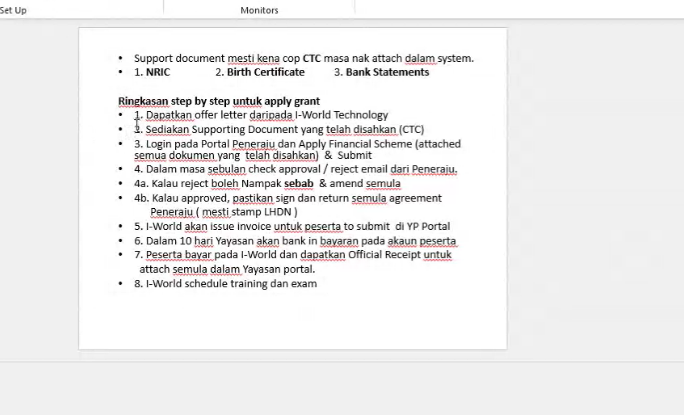 Set Up
Monitors
• Support document mesti kena cop CTC masa nak attach dalam system.
• 1. NRIC 2. Birth Certificate 3. Bank Statements
Ringkasan step by step untuk apply grant
• 1. Dapatkan offer letter daripada I-World Technology
• 2. Sediakan Supporting Document yang telah disahkan (CTC)
• 3. Login pada Portal Peneraju dan Apply Financial Scheme (attached
semua dokumen yang telah disahkan) & Submit
• 4. Dalam masa sebulan check approval / reject email dari Peneraju.
• 4a. Kalau reject boleh Nampak sebab & amend semula
• 4b. Kalau approved, pastikan sign dan return semula agreement
Peneraju ( mesti stamp LHDN )
• 5. I-World akan issue invoice untuk peserta to submit di YP Portal
• 6. Dalam 10 hari Yayasan akan bank in bayaran pada akaun peserta
• 7. Peserta bayar pada I-World dan dapatkan Official Receipt untuk
attach semula dalam Yayasan portal.
• 8. I-World schedule training dan exam